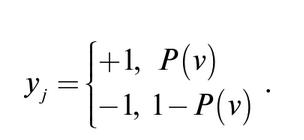 y_j = { +1, P(v)
−1, 1−P(v) .